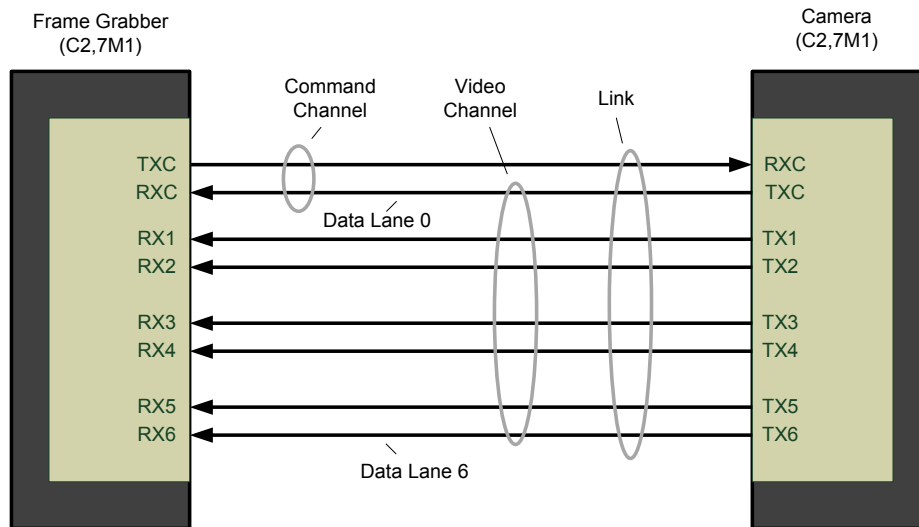 Frame Grabber
(C2,7M1)
Camera
(C2,7M1)
Command
Channel
Video
Channel
Link
TXC
RXC
RXC
TXC
Data Lane 0
RX1
TX1
RX2
TX2
RX3
TX3
RX4
TX4
RX5
TX5
RX6
TX6
Data Lane 6